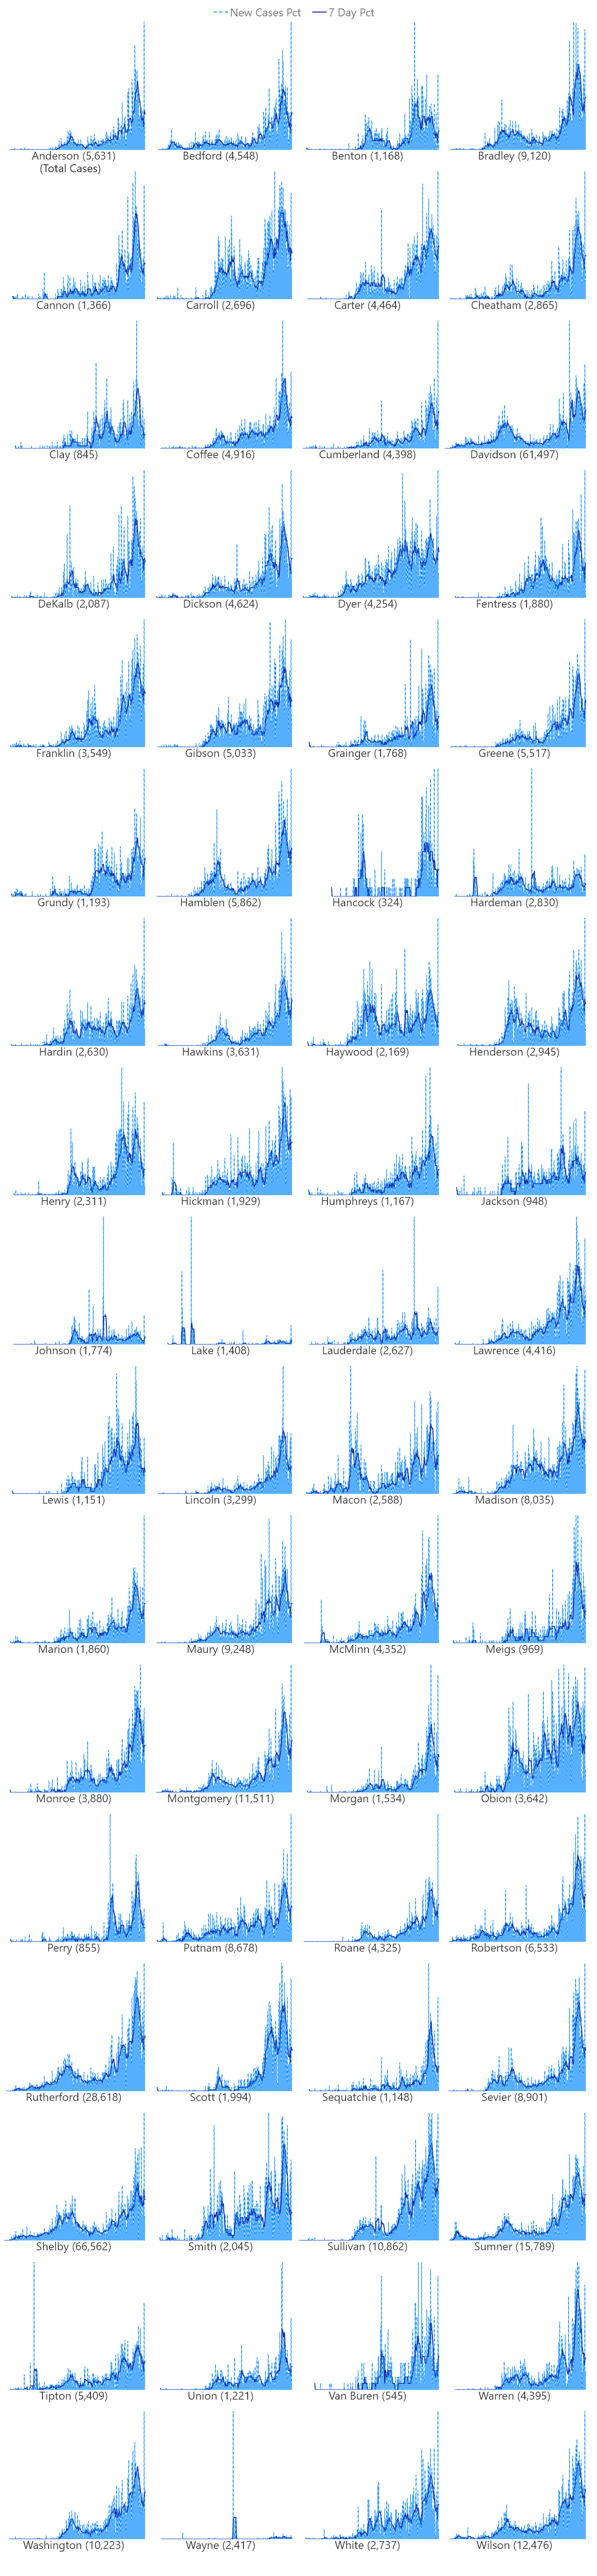 New Cases Pct 7 Day Pct
Anderson (5,631) Bedford (4,548) Benton (1,168) Bradley (9,120)
(Total Cases)
Cannon (1,366) Carroll (2,696) Carter (4,464) Cheatham (2,865)
Clay (845) Coffee (4,916) Cumberland (4,398) Davidson (61,497)
DeKalb (2,087) Dickson (4,624) Dyer (4,254) Fentress (1,880)
Franklin (3,549) Gibson (5,033) Grainger (1,768) Greene (5,517)
Grundy (1,193) Hamblen (5,862) Hancock (324) Hardeman (2,830)
Hardin (2,630) Hawkins (3,631) Haywood (2,169) Henderson (2,945)
Henry (2,311) Hickman (1,929) Humphreys (1,167) Jackson (948)
Johnson (1,774) Lake (1,408) Lauderdale (2,627) Lawrence (4,416)
Lewis (1,151) Lincoln (3,299) Macon (2,588) Madison (8,035)
Marion (1,860) Maury (9,248) McMinn (4,352) Meigs (969)
Monroe (3,880) Montgomery (11,511) Morgan (1,534) Obion (3,642)
Perry (855) Putnam (8,678) Roane (4,325) Robertson (6,533)
Rutherford (28,618) Scott (1,994) Sequatchie (1,148) Sevier (8,901)
Shelby (66,562) Smith (2,045) Sullivan (10,862) Sumner (15,789)
Tipton (5,409) Union (1,221) Van Buren (545) Warren (4,395)
Washington (10,223) Wayne (2,417) White (2,737) Wilson (12,476)